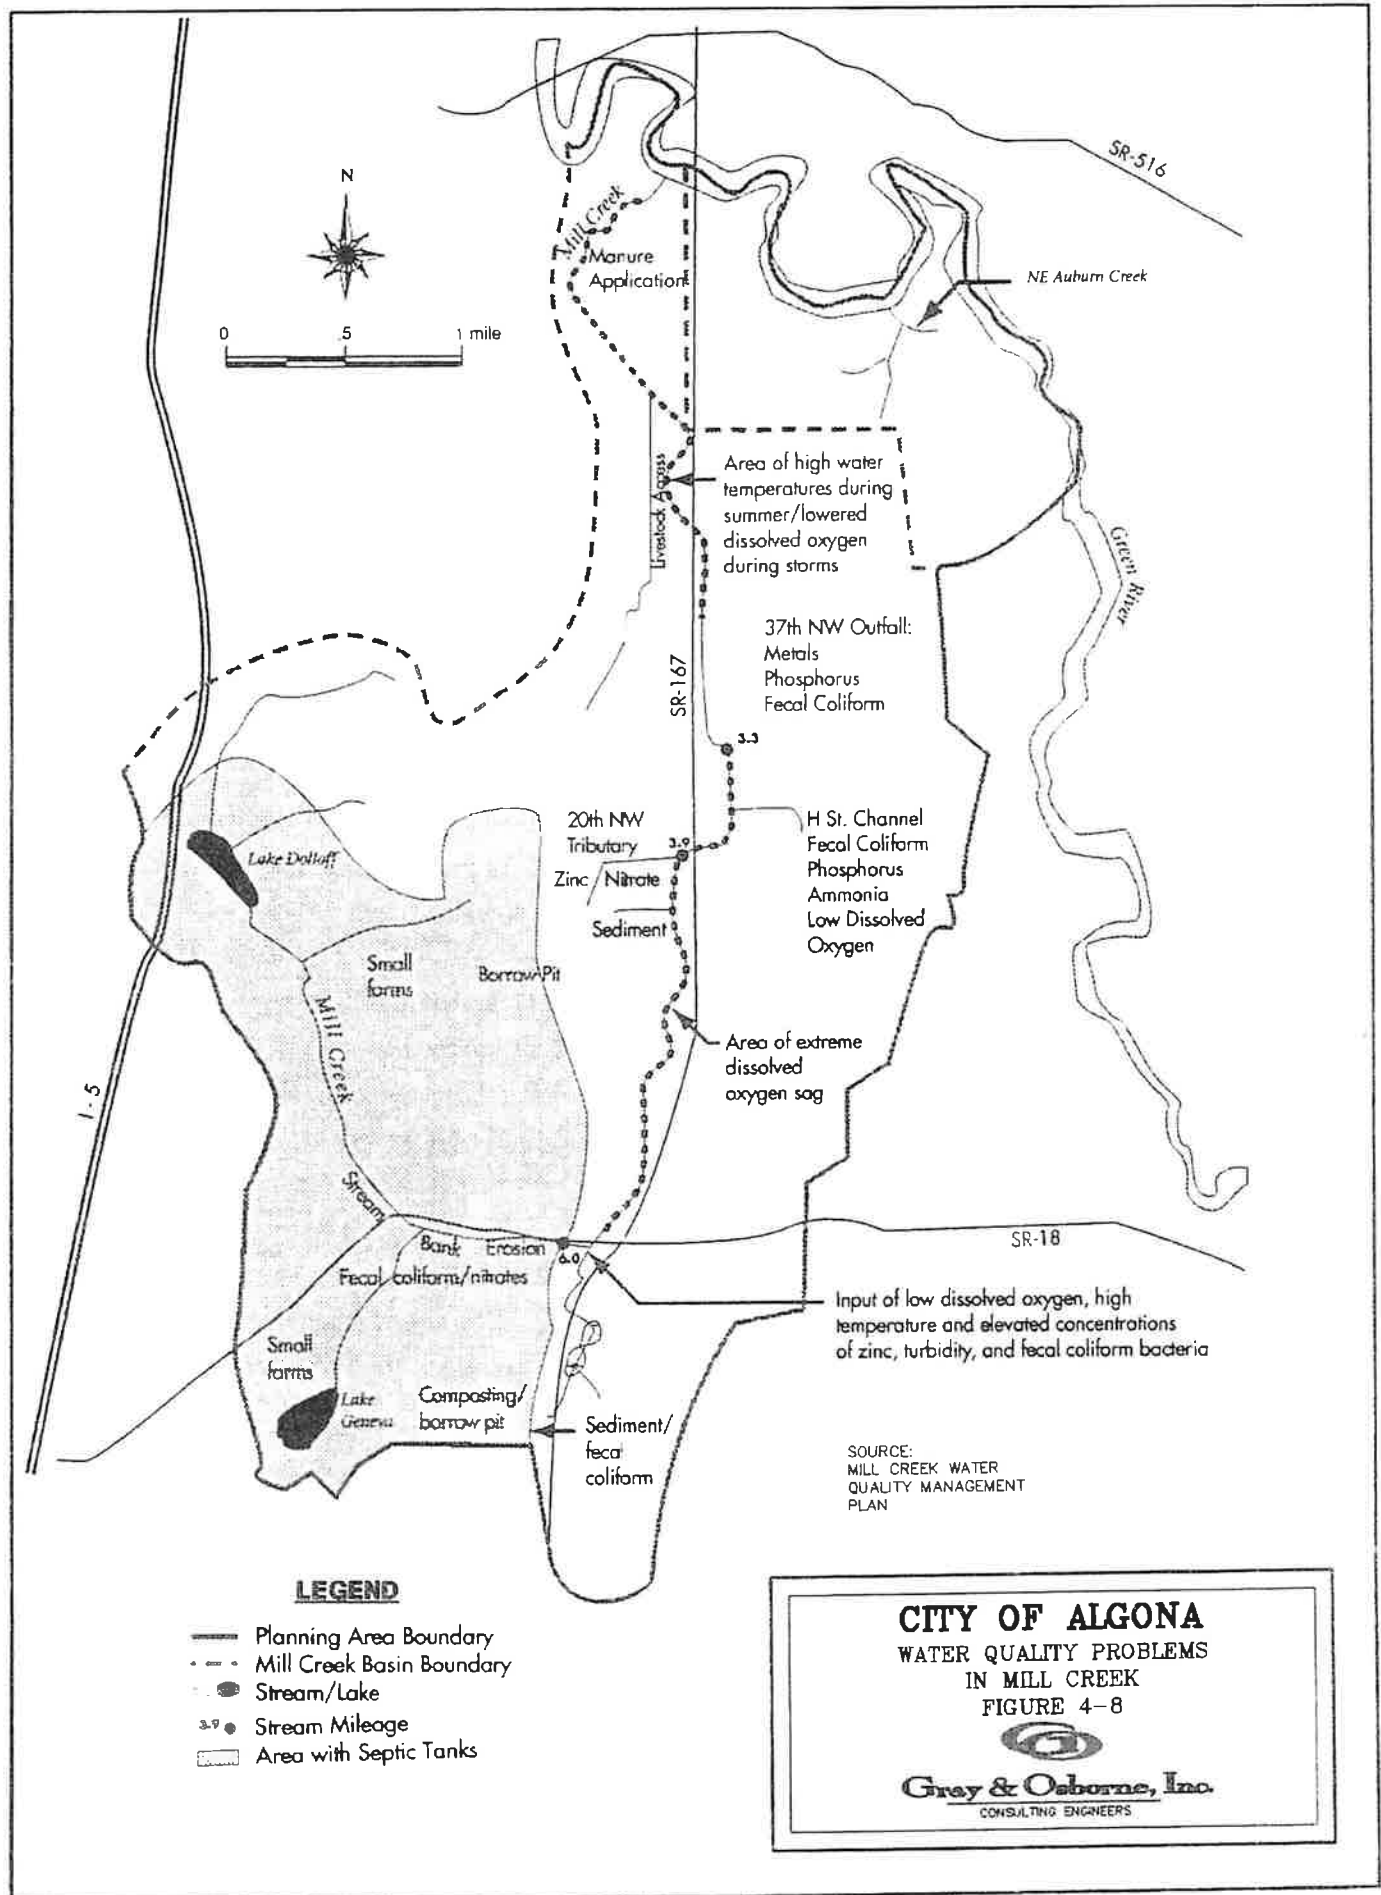 SR-516
N
Mill Creek
Manure
Application
NE Auburn Creek
0 .5 1 mile
Area of high water
temperatures during
summer/lowered
dissolved oxygen
during storms
Livestock Access
Green River
37th NW Outfall:
Metals
Phosphorus
Fecal Coliform
SR-167
3.3
20th NW
Tributary
3.9
Zinc/Nitrate
Sediment
H St. Channel
Fecal Coliform
Phosphorus
Ammonia
Low Dissolved
Oxygen
Lake Dolloff
Small
farms
Borrow Pit
Mill Creek
Area of extreme
dissolved
oxygen sag
I-5
Stream
Bank Erosion
6.0
SR-18
Fecal coliform/nitrates
Input of low dissolved oxygen, high
temperature and elevated concentrations
of zinc, turbidity, and fecal coliform bacteria
Small
farms
Lake
Geneva
Composting/
borrow pit
Sediment/
fecal
coliform
SOURCE:
MILL CREEK WATER
QUALITY MANAGEMENT
PLAN
LEGEND
Planning Area Boundary
Mill Creek Basin Boundary
Stream/Lake
3.9 Stream Mileage
Area with Septic Tanks
CITY OF ALGONA
WATER QUALITY PROBLEMS
IN MILL CREEK
FIGURE 4-8
Gray & Osborne, Inc.
CONSULTING ENGINEERS